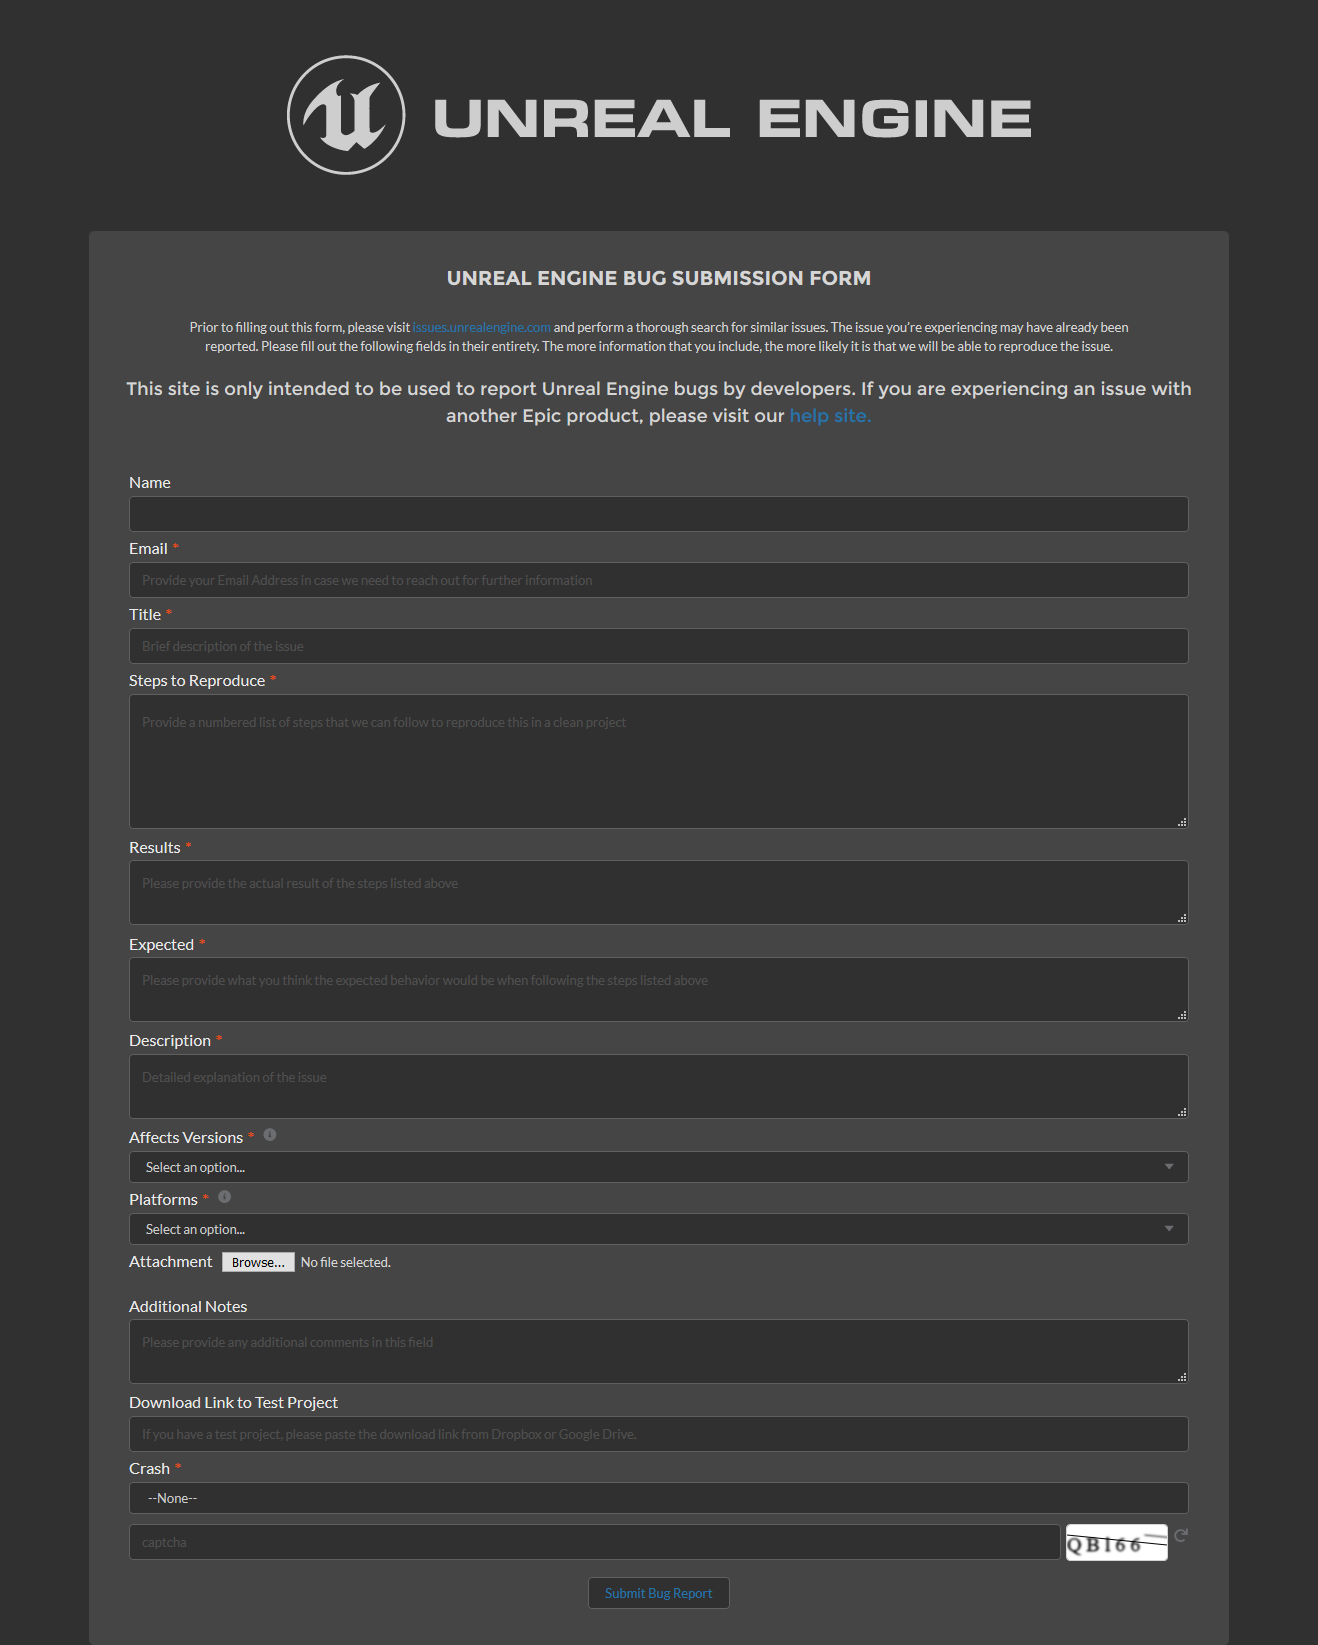 UNREAL ENGINE
UNREAL ENGINE BUG SUBMISSION FORM
Prior to filling out this form, please visit issues.unrealengine.com and perform a thorough search for similar issues. The issue you're experiencing may have already been
reported. Please fill out the following fields in their entirety. The more information that you include, the more likely it is that we will be able to reproduce the issue.
This site is only intended to be used to report Unreal Engine bugs by developers. If you are experiencing an issue with
another Epic product, please visit our help site.
Name
Email *
Provide your Email Address in case we need to reach out for further information
Title *
Brief description of the issue
Steps to Reproduce *
Provide a numbered list of steps that we can follow to reproduce this in a clean project
Results *
Please provide the actual result of the steps listed above
Expected *
Please provide what you think the expected behavior would be when following the steps listed above
Description *
Detailed explanation of the issue
Affects Versions *
Select an option...
Platforms *
Select an option...
Attachment Browse... No file selected.
Additional Notes
Please provide any additional comments in this field
Download Link to Test Project
If you have a test project, please paste the download link from Dropbox or Google Drive.
Crash *
--None--
captcha QBI66
Submit Bug Report